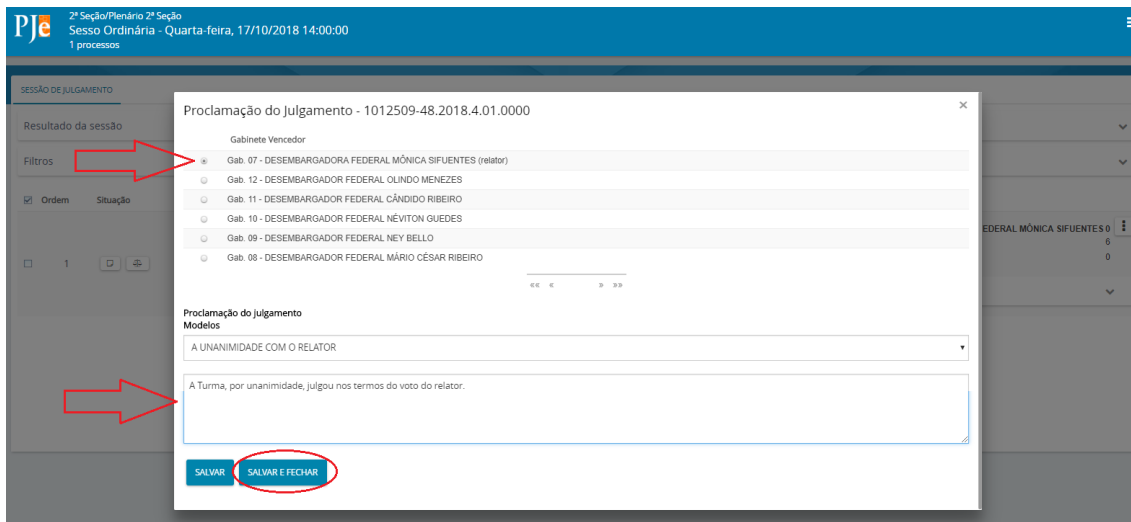 PJe
2ª Seção/Plenário 2ª Seção
Sesso Ordinária - Quarta-feira, 17/10/2018 14:00:00
1 processos
SESSÃO DE JULGAMENTO
Resultado da sessão
Filtros
Ordem Situação
1
EDERAL MÔNICA SIFUENTES 0
6
0
Proclamação do Julgamento - 1012509-48.2018.4.01.0000 ×
Gabinete Vencedor
Gab. 07 - DESEMBARGADORA FEDERAL MÔNICA SIFUENTES (relator)
Gab. 12 - DESEMBARGADOR FEDERAL OLINDO MENEZES
Gab. 11 - DESEMBARGADOR FEDERAL CÂNDIDO RIBEIRO
Gab. 10 - DESEMBARGADOR FEDERAL NÉVITON GUEDES
Gab. 09 - DESEMBARGADOR FEDERAL NEY BELLO
Gab. 08 - DESEMBARGADOR FEDERAL MÁRIO CÉSAR RIBEIRO
«« « » »»
Proclamação do julgamento
Modelos
A UNANIMIDADE COM O RELATOR
A Turma, por unanimidade, julgou nos termos do voto do relator.
SALVAR SALVAR E FECHAR